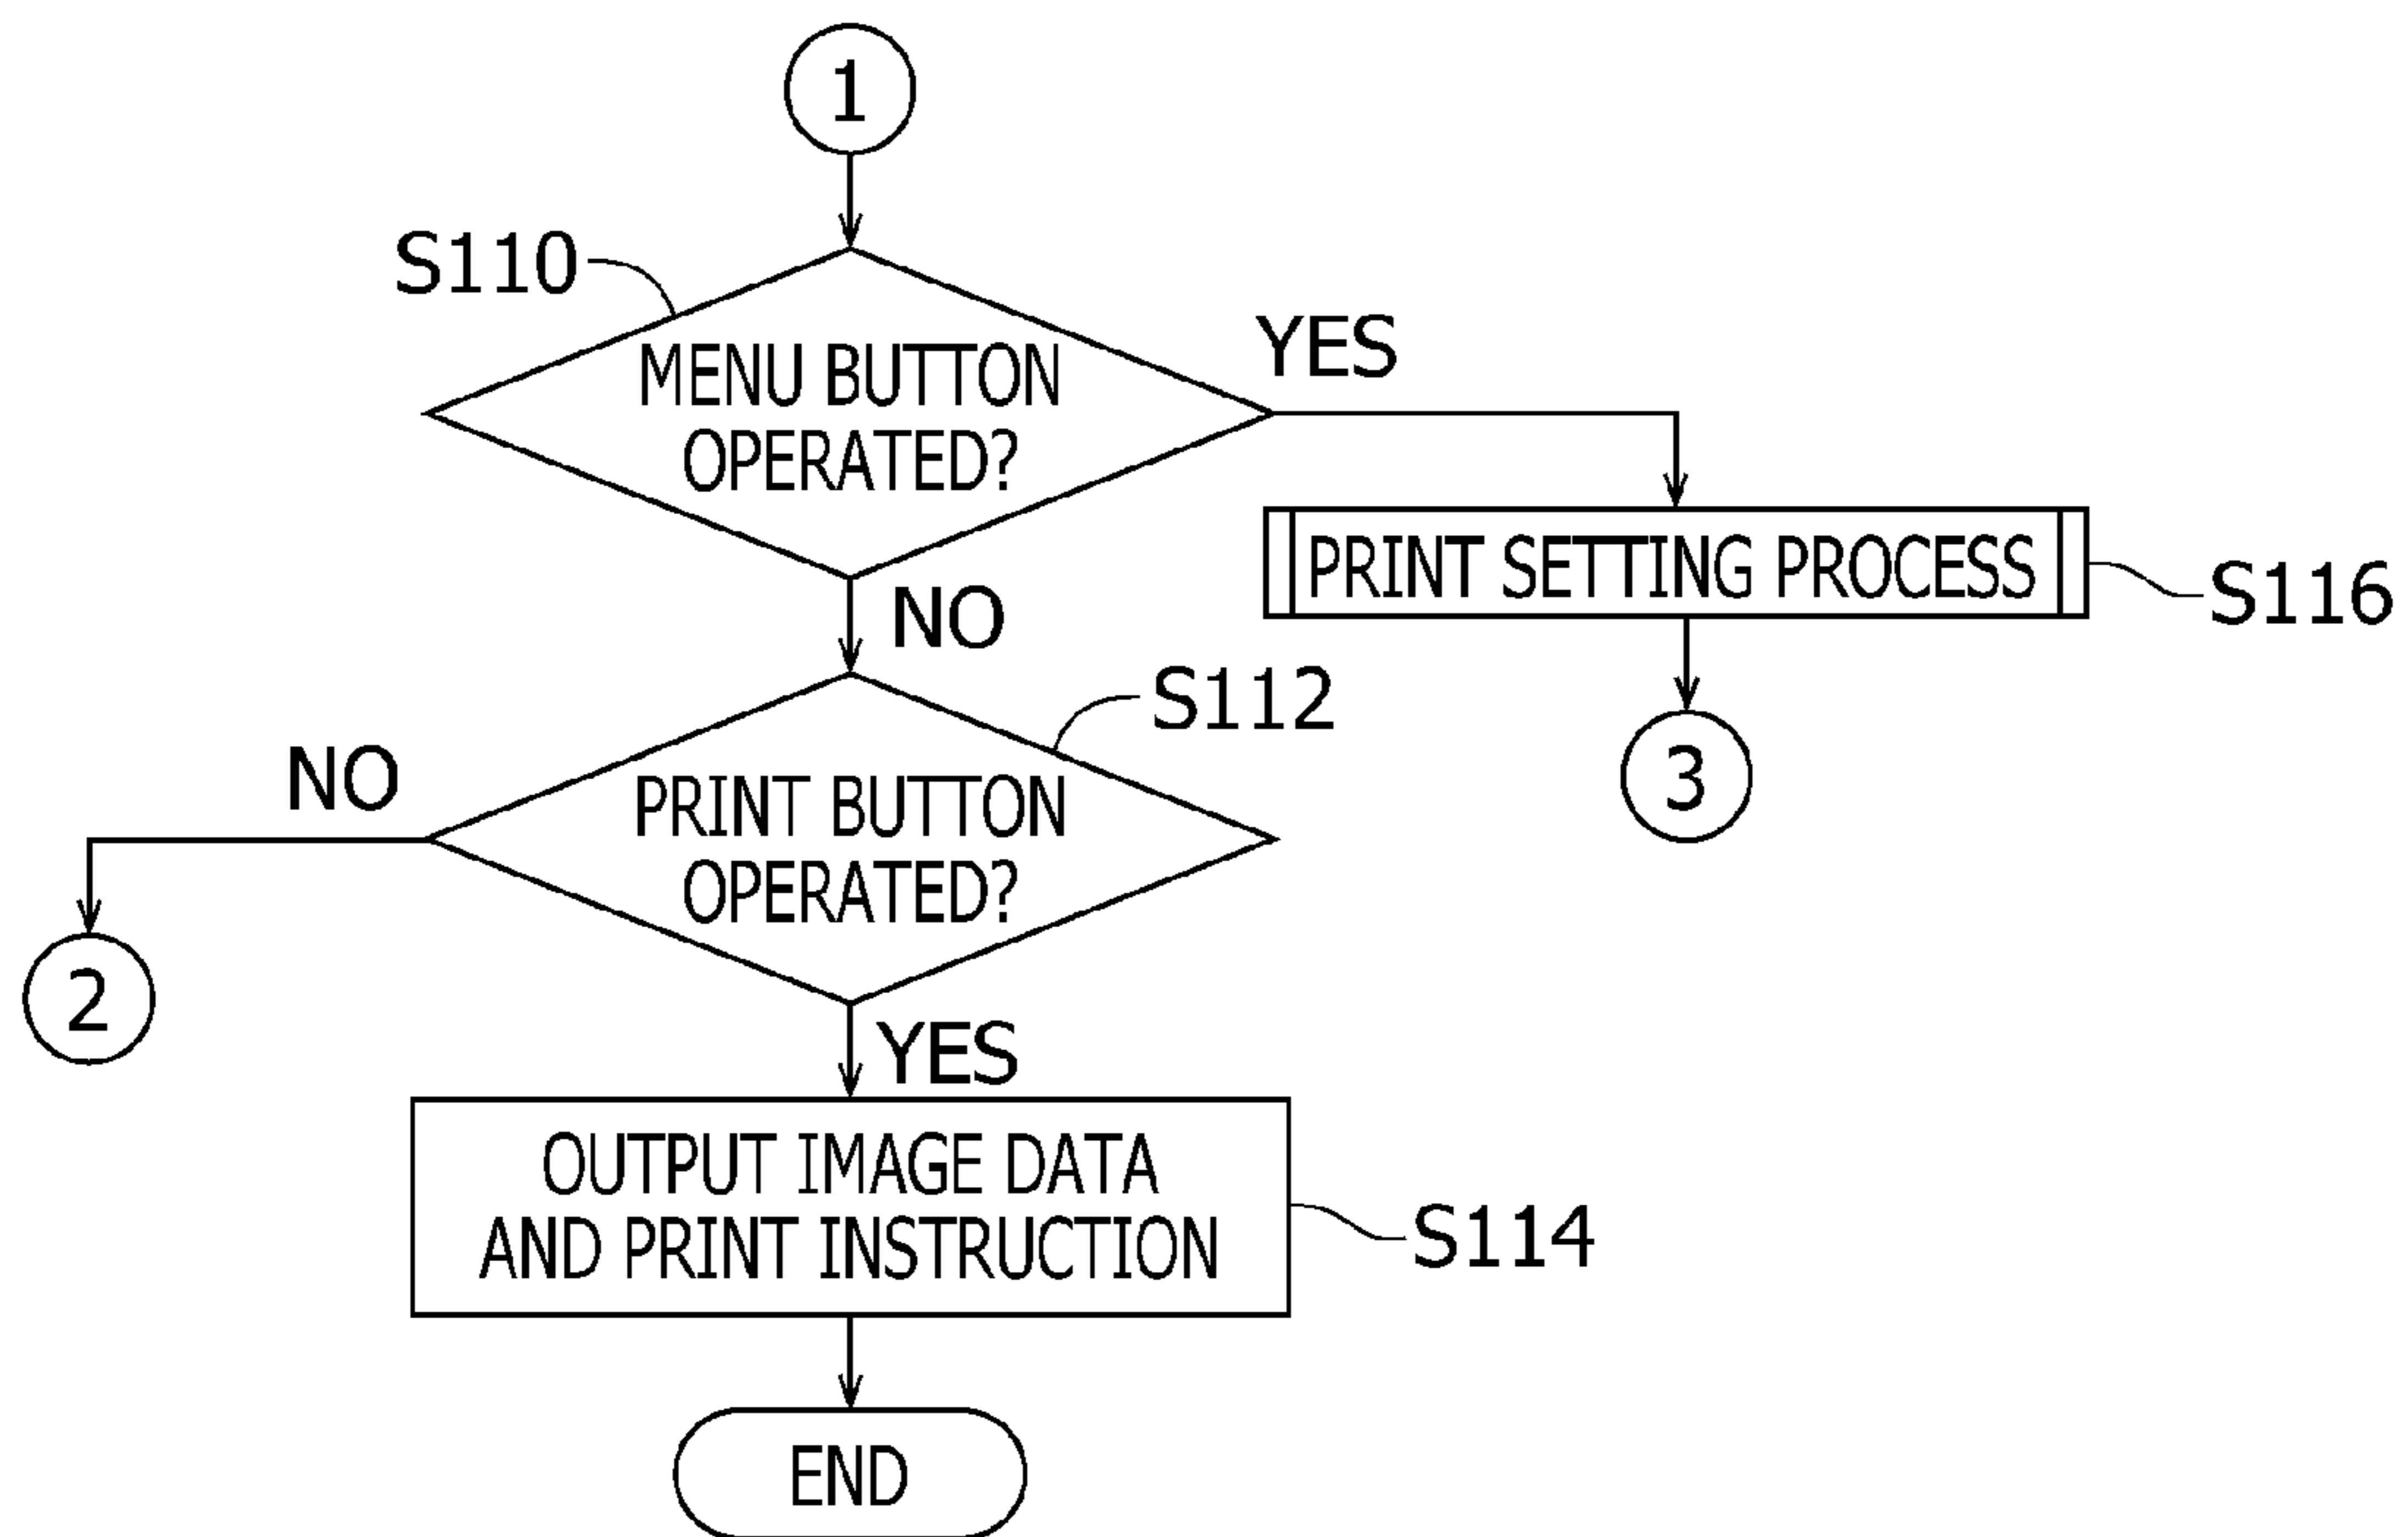 1
S110
MENU BUTTON
OPERATED?
YES
PRINT SETTING PROCESS
S116
NO
3
S112
PRINT BUTTON
OPERATED?
NO
2
YES
OUTPUT IMAGE DATA
AND PRINT INSTRUCTION
S114
END